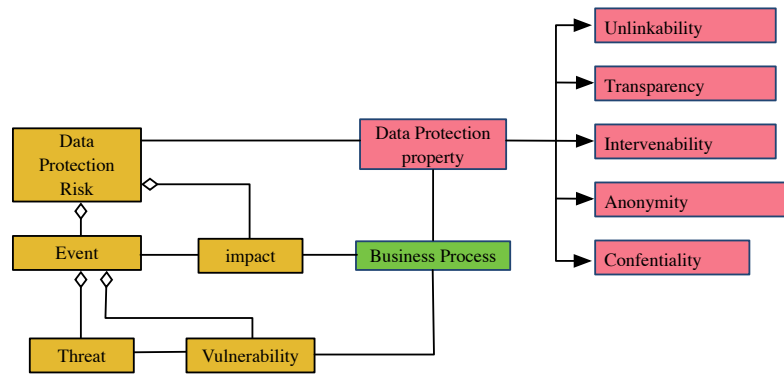 Unlinkability
Transparency
Data
Protection
Risk
Data Protection
property
Intervenability
Anonymity
Event
impact
Business Process
Confentiality
Threat
Vulnerability